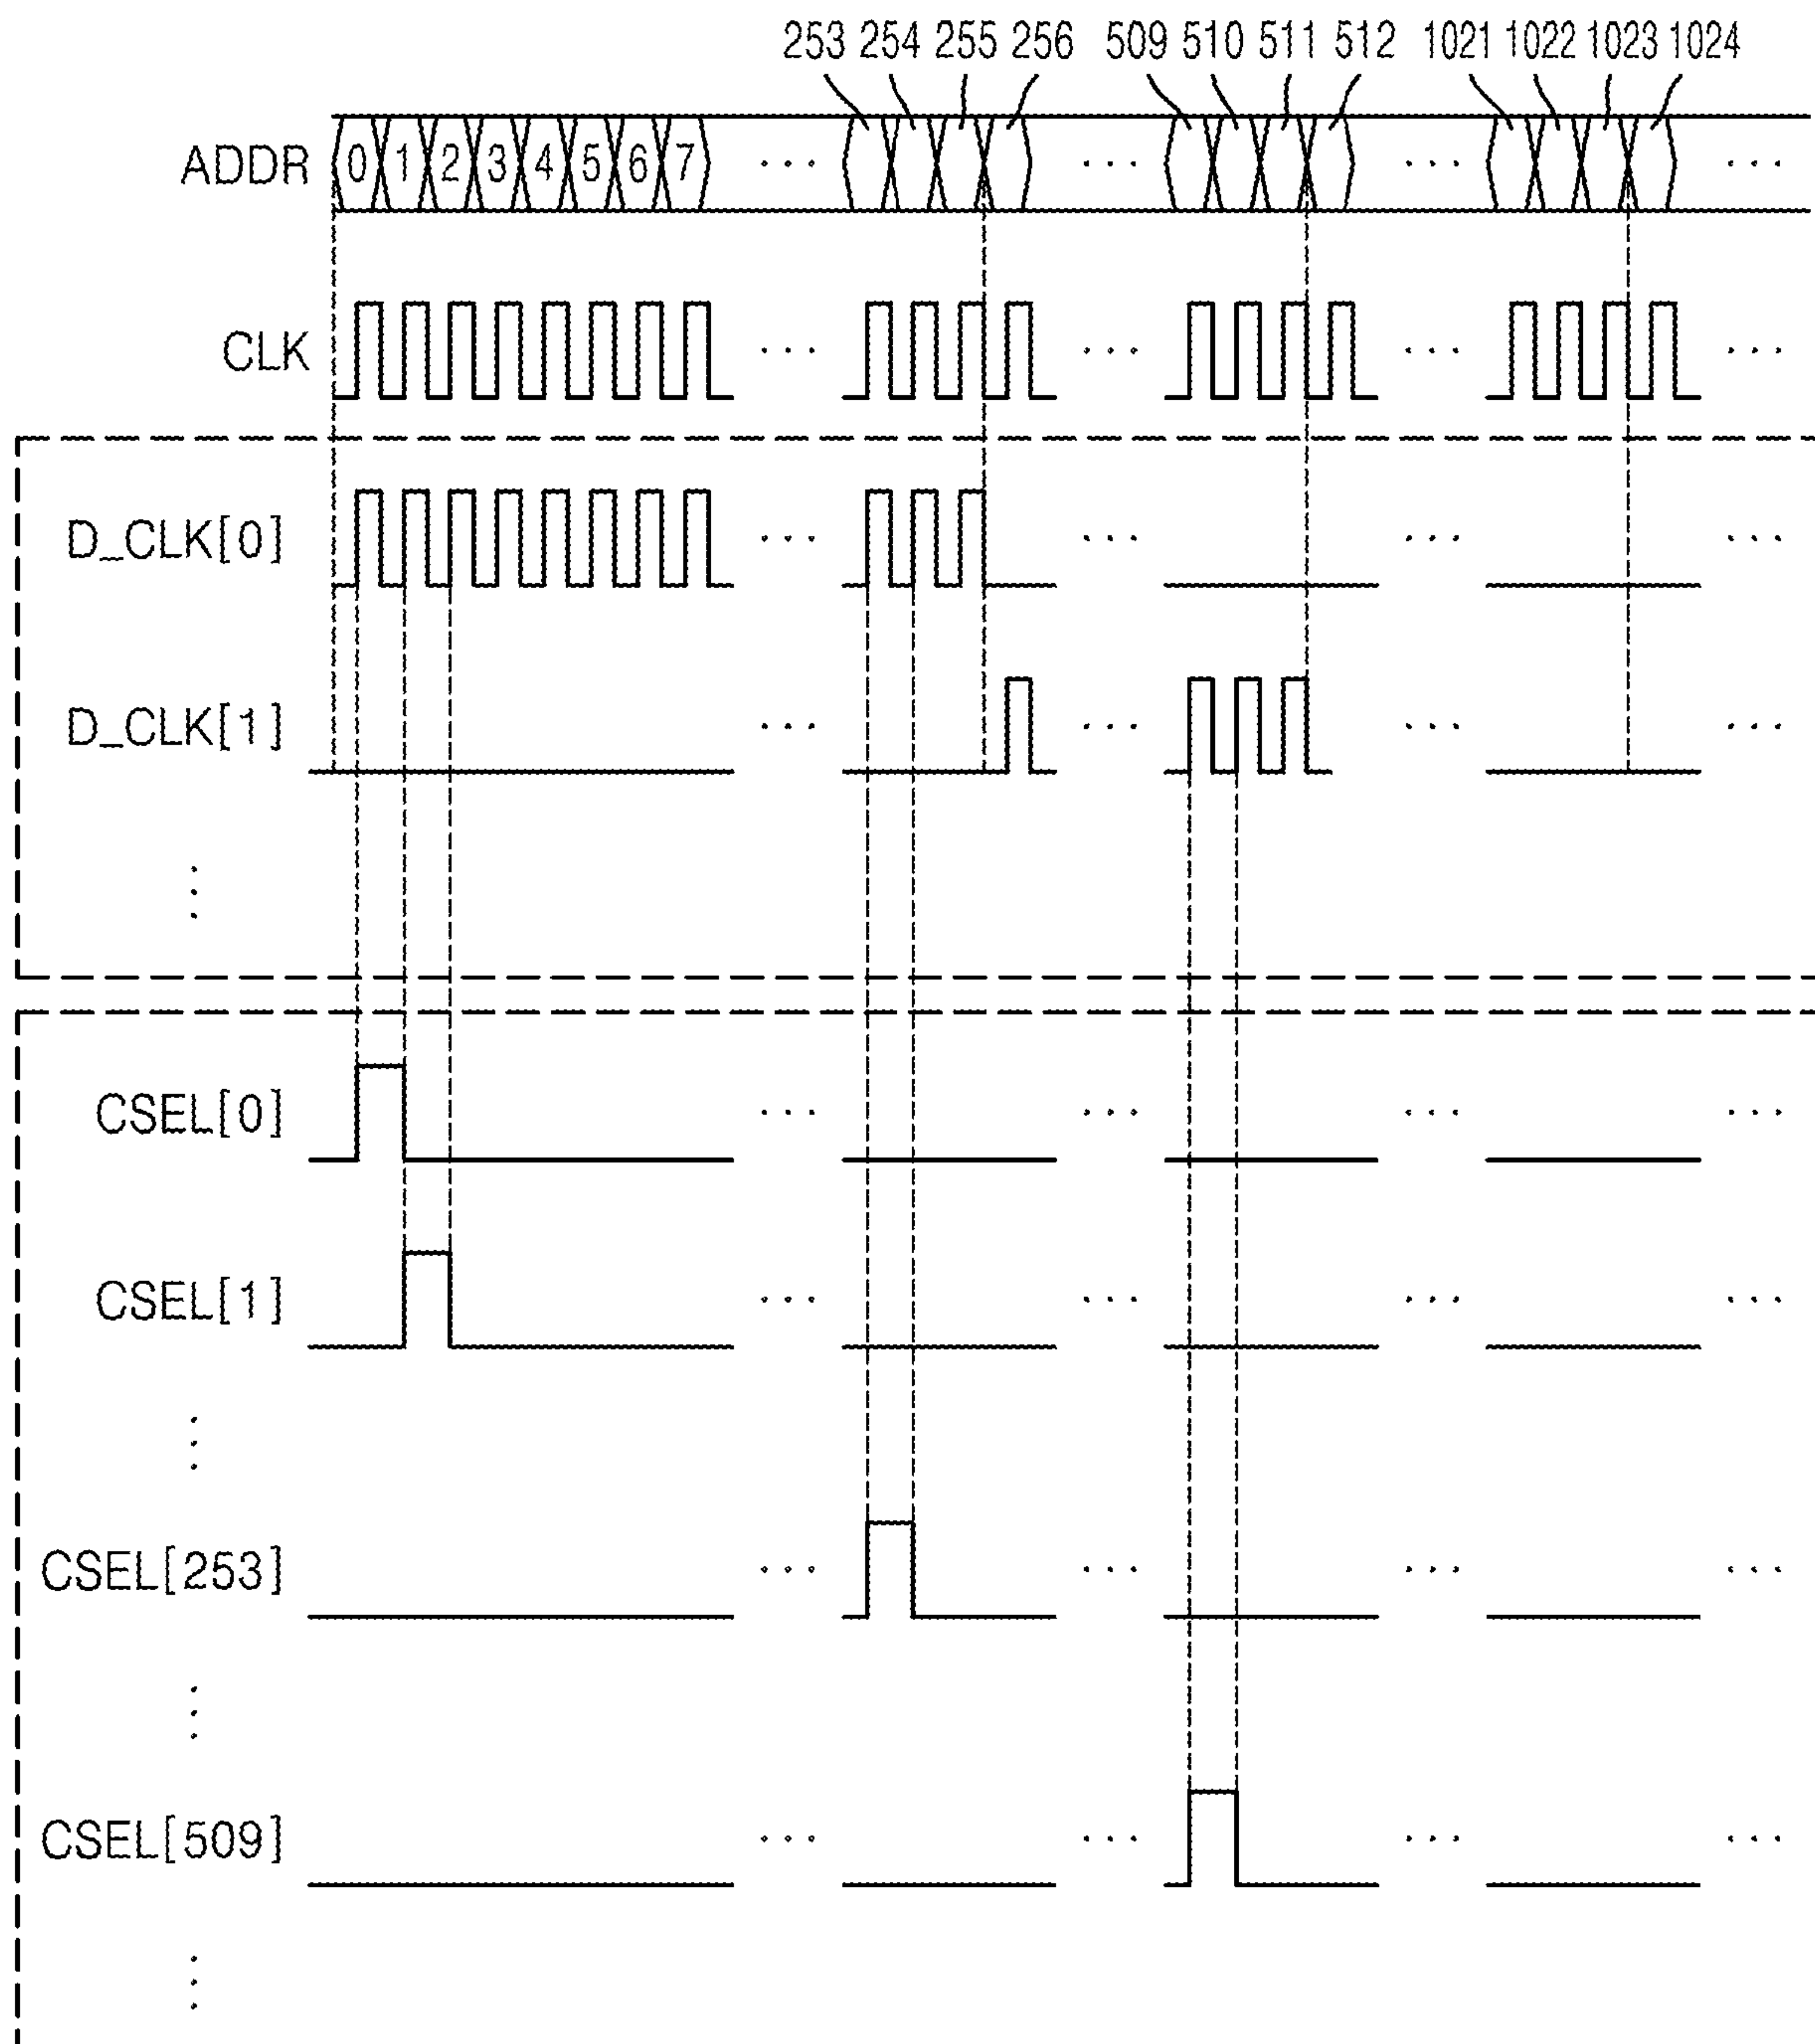 253 254 255 256 509 510 511 512 1021 1022 1023 1024
ADDR 0 1 2 3 4 5 6 7 ... ... ... ...
CLK ... ... ... ...
D_CLK[0] ... ... ... ...
D_CLK[1] ... ... ... ...
CSEL[0] ... ... ... ...
CSEL[1] ... ... ... ...
CSEL[253] ... ... ... ...
CSEL[509] ... ... ... ...